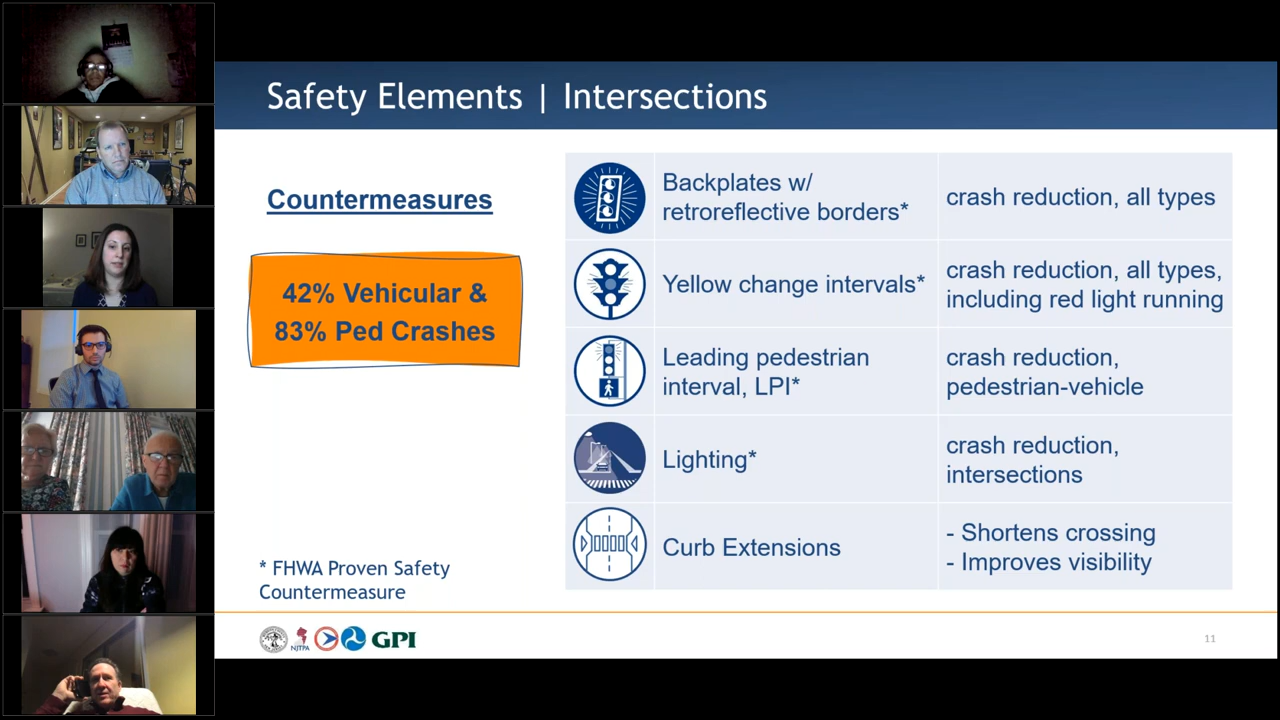 Safety Elements | Intersections
Countermeasures
42% Vehicular &
83% Ped Crashes
* FHWA Proven Safety
Countermeasure
Backplates w/
retroreflective borders*
crash reduction, all types
Yellow change intervals*
crash reduction, all types,
including red light running
Leading pedestrian
interval, LPI*
crash reduction,
pedestrian-vehicle
Lighting*
crash reduction,
intersections
Curb Extensions
- Shortens crossing
- Improves visibility
NJTPA
GPI
11